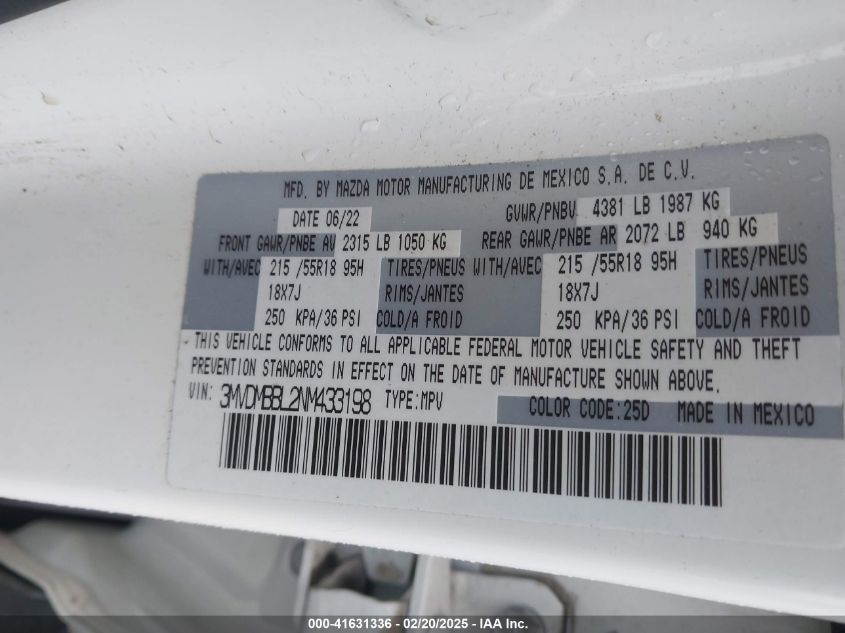 MFD. BY MAZDA MOTOR MANUFACTURING DE MEXICO S.A. DE C.V.
DATE 06/22 GVWR/PNBV 4381 LB 1987 KG
FRONT GAWR/PNBE AV 2315 LB 1050 KG REAR GAWR/PNBE AR 2072 LB 940 KG
WITH/AVEC 215 /55R18 95H TIRES/PNEUS WITH/AVEC 215 /55R18 95H TIRES/PNEUS
18X7J RIMS/JANTES 18X7J RIMS/JANTES
250 KPA/36 PSI COLD/A FROID 250 KPA/36 PSI COLD/A FROID
THIS VEHICLE CONFORMS TO ALL APPLICABLE FEDERAL MOTOR VEHICLE SAFETY AND THEFT
PREVENTION STANDARDS IN EFFECT ON THE DATE OF MANUFACTURE SHOWN ABOVE.
VIN: 3MVDMBBL2NM433198 TYPE:MPV COLOR CODE:25D MADE IN MEXICO
000-41631336 - 02/20/2025 - IAA Inc.